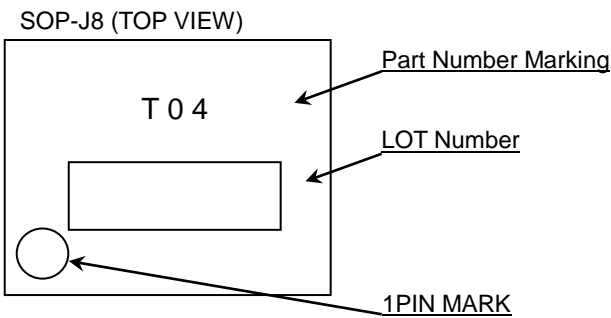 SOP-J8 (TOP VIEW)
Part Number Marking
T 0 4
LOT Number
1PIN MARK